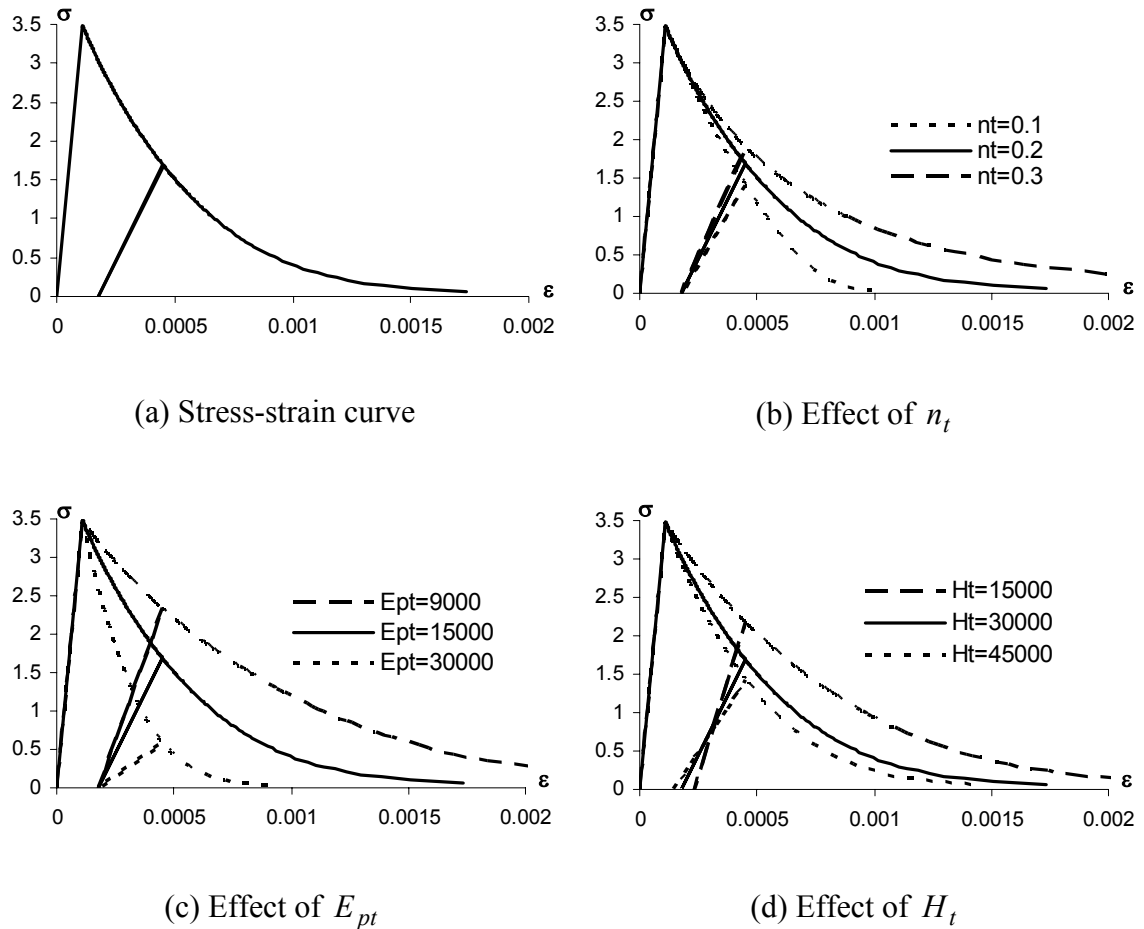 σ
3.5
3
2.5
2
1.5
1
0.5
0
0 0.0005 0.001 0.0015 0.002
ε
(a) Stress-strain curve
σ
3.5
3
2.5
2
1.5
1
0.5
0
0 0.0005 0.001 0.0015 0.002
ε
nt=0.1
nt=0.2
nt=0.3
(b) Effect of n_t
σ
3.5
3
2.5
2
1.5
1
0.5
0
0 0.0005 0.001 0.0015 0.002
ε
Ept=9000
Ept=15000
Ept=30000
(c) Effect of E_pt
σ
3.5
3
2.5
2
1.5
1
0.5
0
0 0.0005 0.001 0.0015 0.002
ε
Ht=15000
Ht=30000
Ht=45000
(d) Effect of H_t